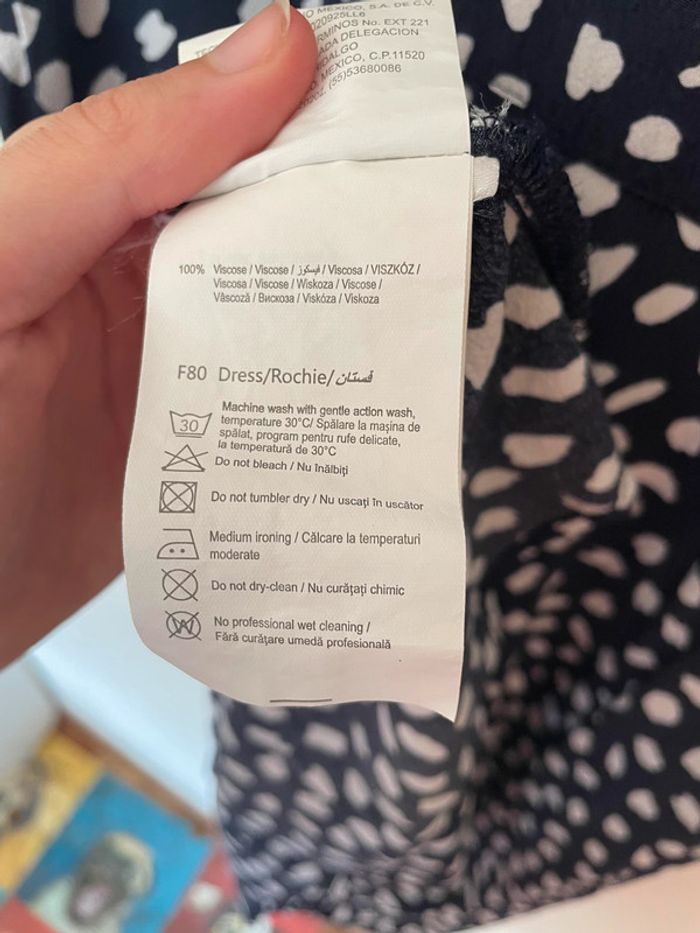 MEXICO, S.A. DE C.V.
RMINOS No. EXT 221
ADA DELEGACION
DALGO
MEXICO, C.P.11520
(55)53680086
100% Viscose / Viscose / فيسكوز / Viscosa / VISZKÓZ /
Viscosa / Viscose / Wiskoza / Viscose /
Vâscoză / Вискоза / Viskóza / Viskoza
F80 Dress/Rochie/فستان
Machine wash with gentle action wash,
30 temperature 30°C/ Spălare la mașina de
spălat, program pentru rufe delicate,
la temperatură de 30°C
Do not bleach / Nu înălbiți
Do not tumbler dry / Nu uscați în uscător
Medium ironing / Călcare la temperaturi
moderate
Do not dry-clean / Nu curățați chimic
W No professional wet cleaning /
Fără curățare umedă profesională